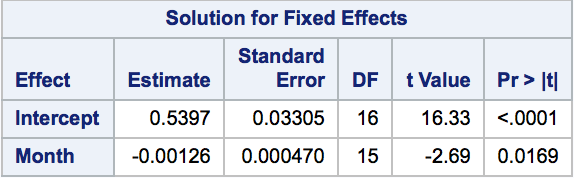 Solution for Fixed Effects
Effect Estimate Standard Error DF t Value Pr > |t|
Intercept 0.5397 0.03305 16 16.33 <.0001
Month -0.00126 0.000470 15 -2.69 0.0169